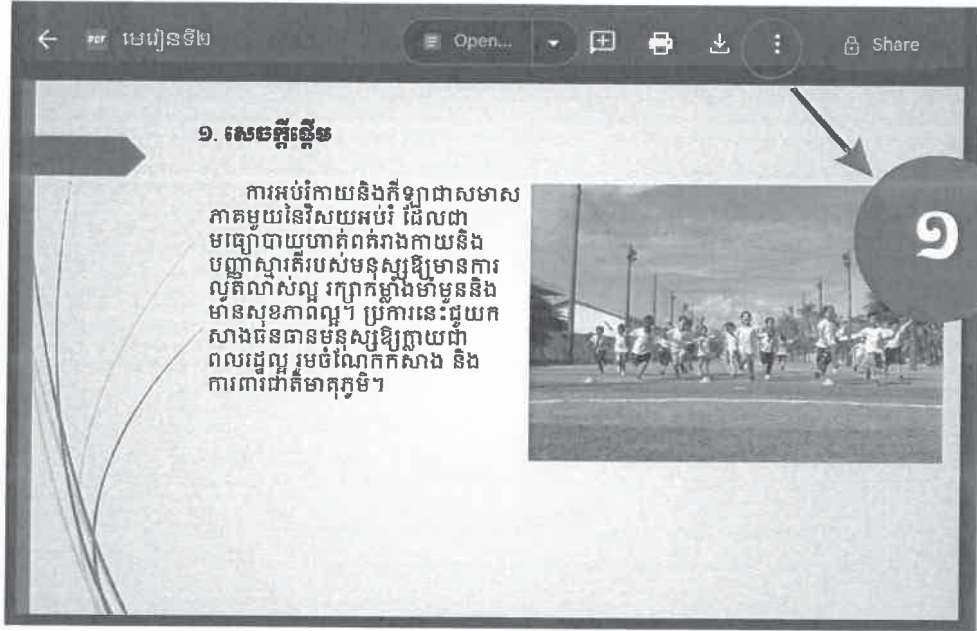 PDF មេរៀនទី២
Open...
Share
១. សេចក្តីផ្តើម
ការអប់រំកាយនិងកីឡាជាសមាស
ភាគមួយនៃវិស័យអប់រំ ដែលជា
មធ្យោបាយហាត់ពត់រាងកាយនិង
បញ្ញាស្មារតីរបស់មនុស្សឱ្យមានការ
លូតលាស់ល្អ រក្សាកម្លាំងមាំមួននិង
មានសុខភាពល្អ។ ប្រការនេះជួយក
សាងធនធានមនុស្សឱ្យក្លាយជា
ពលរដ្ឋល្អ រួមចំណែកកសាង និង
ការពារជាតិមាតុភូមិ។
១